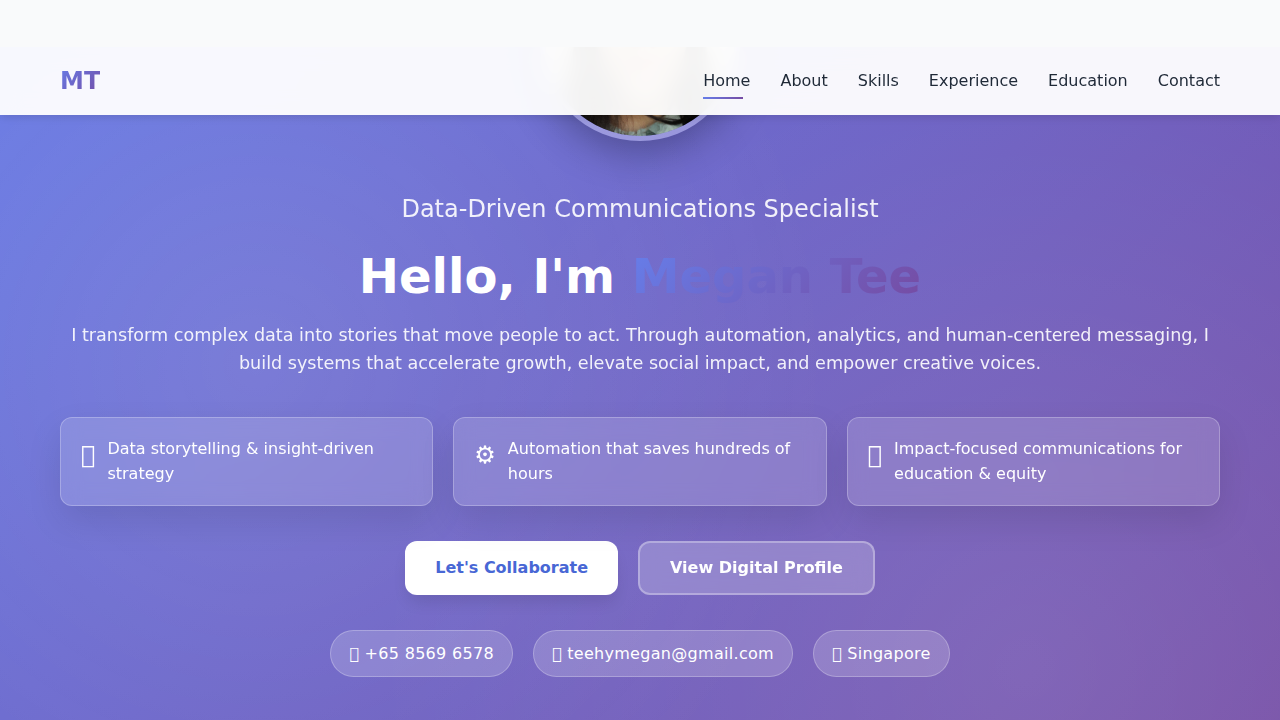 MT
Home About Skills Experience Education Contact
Data-Driven Communications Specialist
Hello, I'm Megan Tee
I transform complex data into stories that move people to act. Through automation, analytics, and human-centered messaging, I
build systems that accelerate growth, elevate social impact, and empower creative voices.
Data storytelling & insight-driven
strategy
Automation that saves hundreds of
hours
Impact-focused communications for
education & equity
Let's Collaborate
View Digital Profile
+65 8569 6578
teehymegan@gmail.com
Singapore